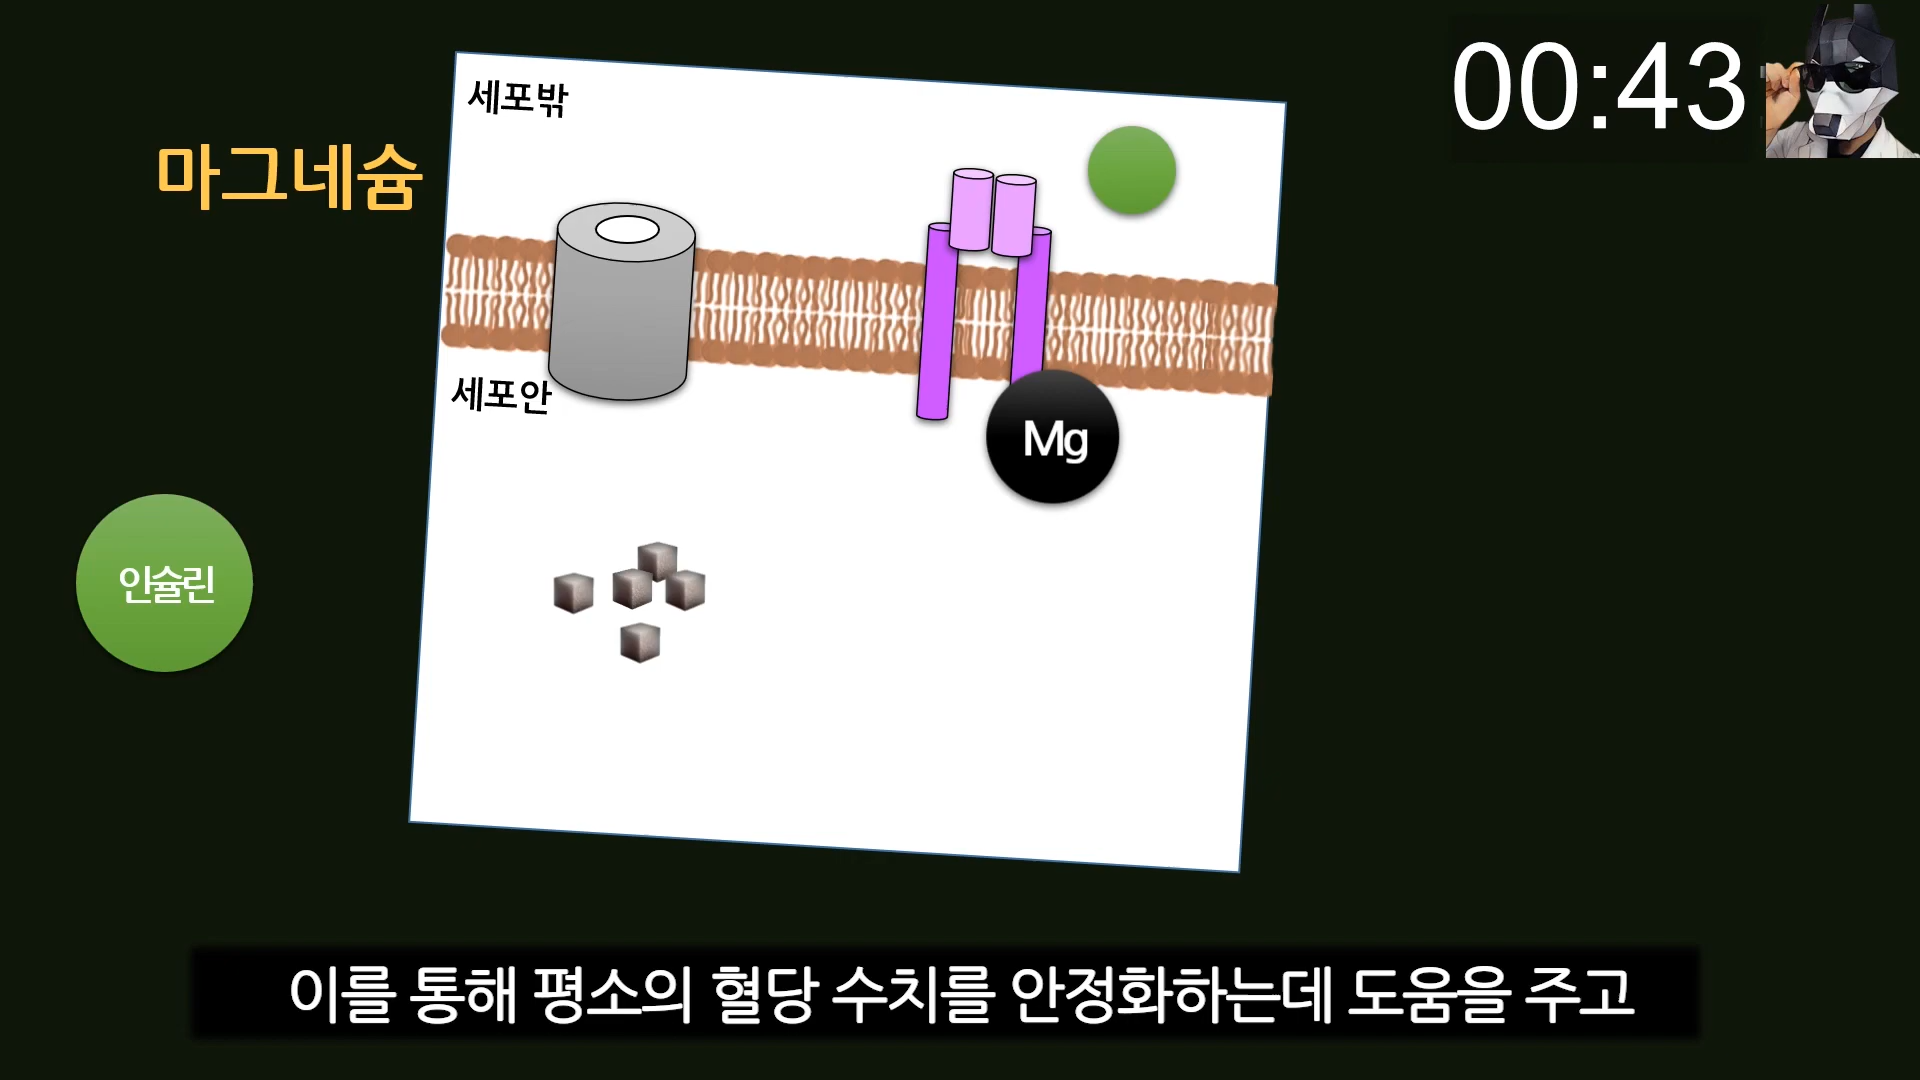 00:43
세포밖
마그네슘
세포안
Mg
인슐린
이를 통해 평소의 혈당 수치를 안정화하는데 도움을 주고